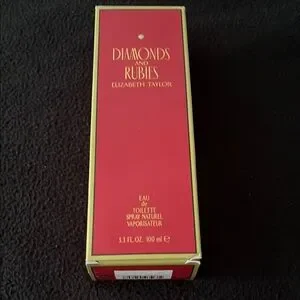 DIAMONDS
AND
RUBIES
ELIZABETH TAYLOR
EAU
de
TOILETTE
SPRAY NATUREL
VAPORISATEUR
3.3 FL. OZ. 100 ml ℮